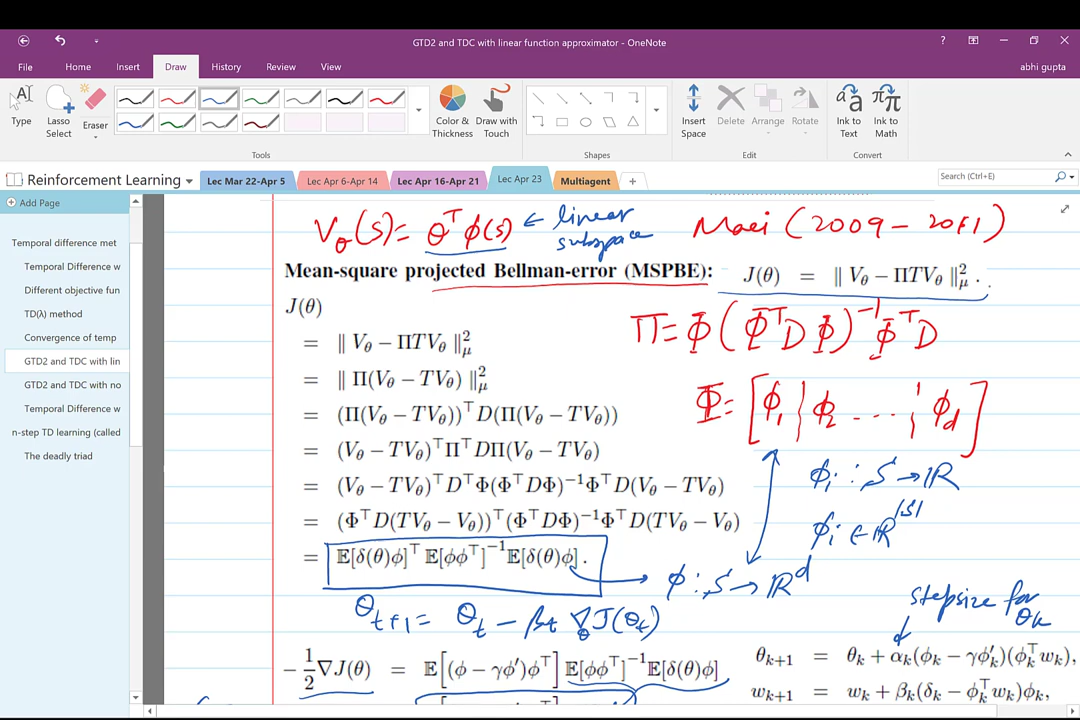 GTD2 and TDC with linear function approximator - OneNote
?
File Home Insert Draw History Review View
abhi gupta
Type
Lasso Select
Eraser
Color & Thickness
Draw with Touch
Insert Space
Delete
Arrange
Rotate
Ink to Text
Ink to Math
Tools
Shapes
Edit
Convert
Reinforcement Learning
Lec Mar 22-Apr 5
Lec Apr 6-Apr 14
Lec Apr 16-Apr 21
Lec Apr 23
Multiagent
Search (Ctrl+E)
Add Page
Temporal difference met
Temporal Difference w
Different objective fun
TD(λ) method
Convergence of temp
GTD2 and TDC with lin
GTD2 and TDC with no
Temporal Difference w
n-step TD learning (called
The deadly triad
V_θ(s) = θ^T φ(s) ← linear subspace
Maei (2009 – 2011)
Mean-square projected Bellman-error (MSPBE): J(θ) = ‖ V_θ − ΠTV_θ ‖²_μ .
J(θ)
= ‖ V_θ − ΠTV_θ ‖²_μ
Π = Φ(Φ^T D Φ)^{-1} Φ^T D
= ‖ Π(V_θ − TV_θ) ‖²_μ
= (Π(V_θ − TV_θ))^⊤ D(Π(V_θ − TV_θ))
Φ = [φ_1 | φ_2 ... | φ_d]
= (V_θ − TV_θ)^⊤ Π^⊤ DΠ(V_θ − TV_θ)
φ_i : S → ℝ
= (V_θ − TV_θ)^⊤ D^⊤ Φ(Φ^⊤ DΦ)^{−1} Φ^⊤ D(V_θ − TV_θ)
φ_i ∈ ℝ^{|S|}
= (Φ^⊤ D(TV_θ − V_θ))^⊤ (Φ^⊤ DΦ)^{−1} Φ^⊤ D(TV_θ − V_θ)
= 𝔼[δ(θ)φ]^⊤ 𝔼[φφ^⊤]^{−1} 𝔼[δ(θ)φ] .
φ : S → ℝ^d
θ_{t+1} = θ_t − β_t ∇_θ J(θ_t)
stepsize for θ_k
−½∇J(θ) = 𝔼[(φ − γφ′)φ^⊤] 𝔼[φφ^⊤]^{−1} 𝔼[δ(θ)φ]
θ_{k+1} = θ_k + α_k(φ_k − γφ′_k)(φ_k^⊤ w_k),
w_{k+1} = w_k + β_k(δ_k − φ_k^⊤ w_k)φ_k,